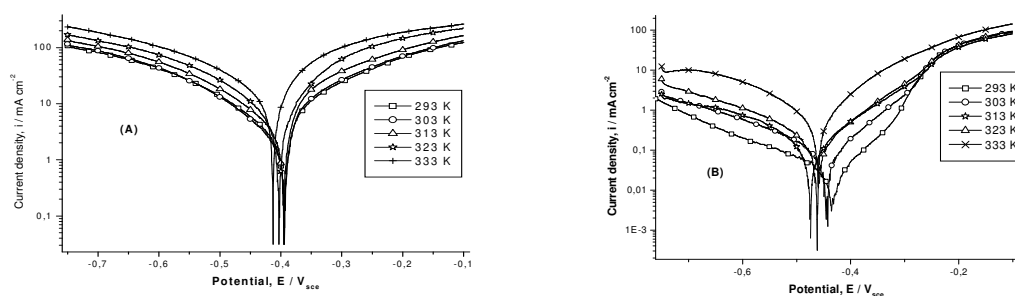 100
10
1
0,1
-0,7
-0,6
-0,5
-0,4
-0,3
-0,2
-0,1
Current density, i / mA cm-2
Potential, E / Vsce
(A)
293 K
303 K
313 K
323 K
333 K
100
10
1
0,1
0,01
1E-3
-0,6
-0,4
-0,2
Current density, i / mA cm-2
Potential, E / Vsce
(B)
293 K
303 K
313 K
323 K
333 K